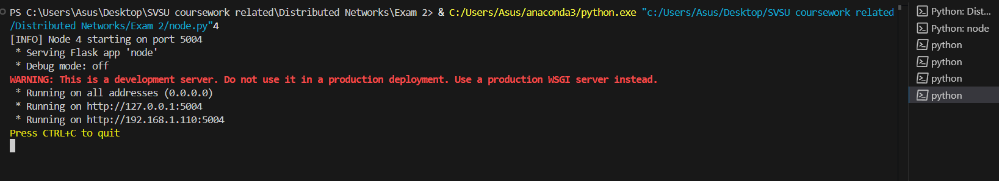 PS C:\Users\Asus\Desktop\SVSU coursework related\Distributed Networks\Exam 2> & C:/Users/Asus/anaconda3/python.exe "c:/Users/Asus/Desktop/SVSU coursework related
/Distributed Networks/Exam 2/node.py"4
[INFO] Node 4 starting on port 5004
 * Serving Flask app 'node'
 * Debug mode: off
WARNING: This is a development server. Do not use it in a production deployment. Use a production WSGI server instead.
 * Running on all addresses (0.0.0.0)
 * Running on http://127.0.0.1:5004
 * Running on http://192.168.1.110:5004
Press CTRL+C to quit
Python: Dist...
Python: node
python
python
python
python